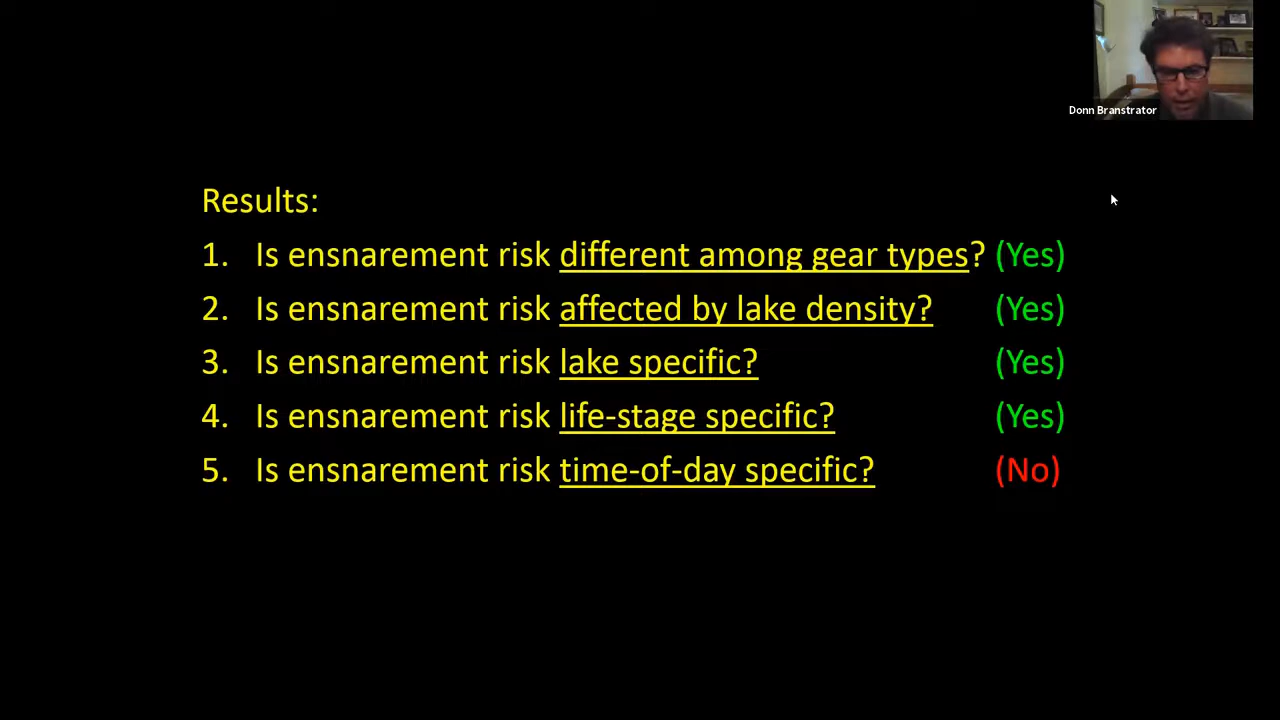 Donn Branstrator
Results:
1. Is ensnarement risk different among gear types? (Yes)
2. Is ensnarement risk affected by lake density? (Yes)
3. Is ensnarement risk lake specific? (Yes)
4. Is ensnarement risk life-stage specific? (Yes)
5. Is ensnarement risk time-of-day specific? (No)